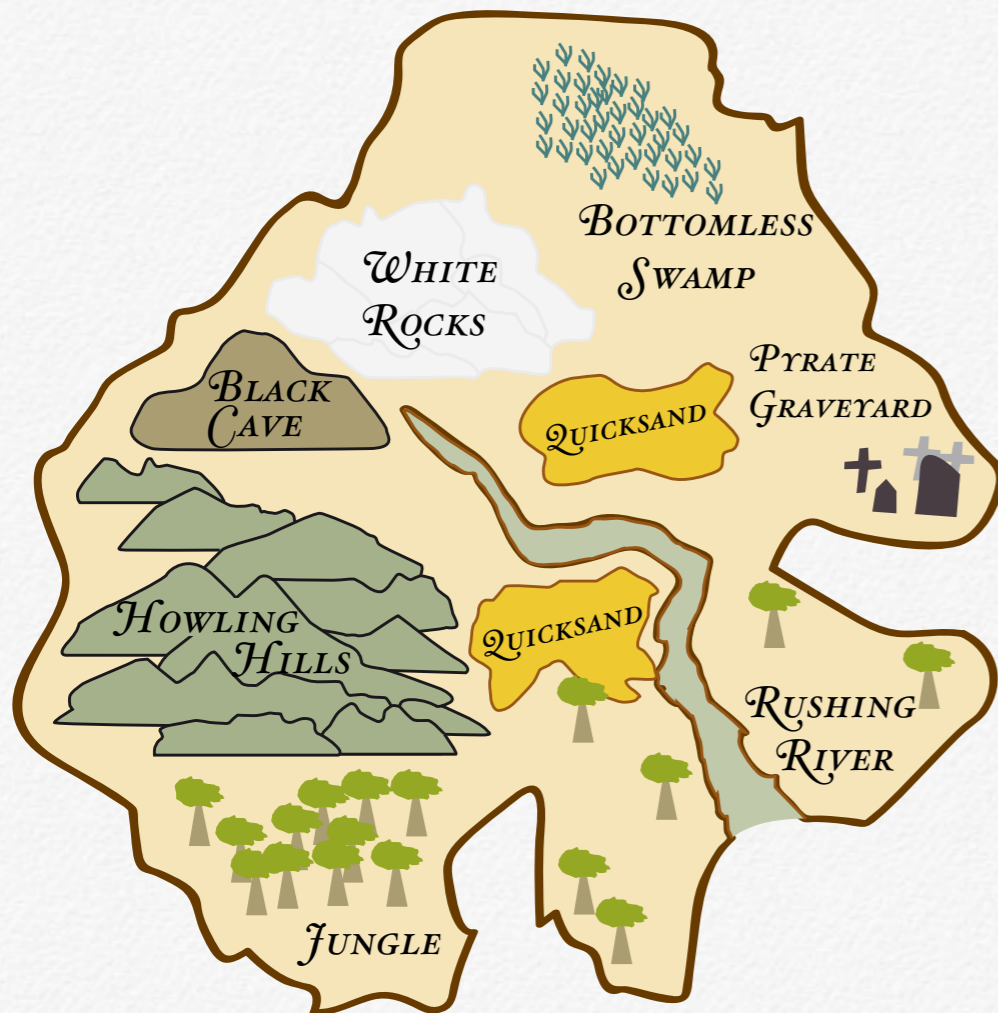 Bottomless
Swamp
White
Rocks
Pyrate
Graveyard
Black
Cave
Quicksand
Quicksand
Howling
Hills
Rushing
River
Jungle